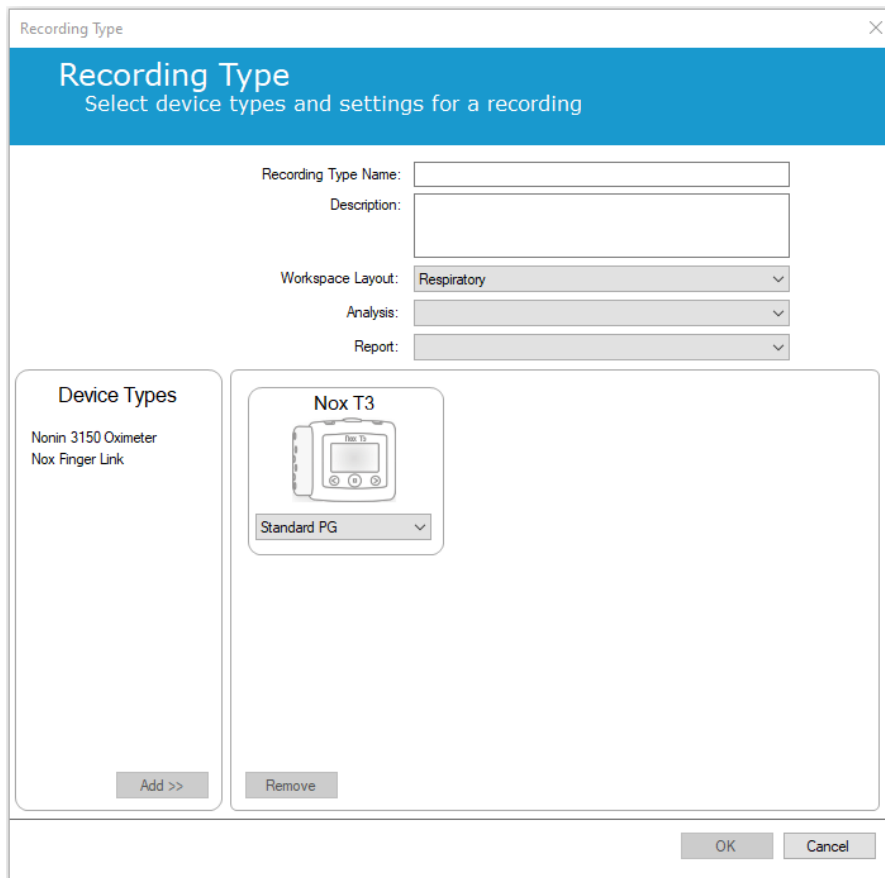 Recording Type
Recording Type
Select device types and settings for a recording
Recording Type Name:
Description:
Workspace Layout: Respiratory
Analysis:
Report:
Device Types
Nonin 3150 Oximeter
Nox Finger Link
Add >>
Nox T3
Nox T3
Standard PG
Remove
OK Cancel